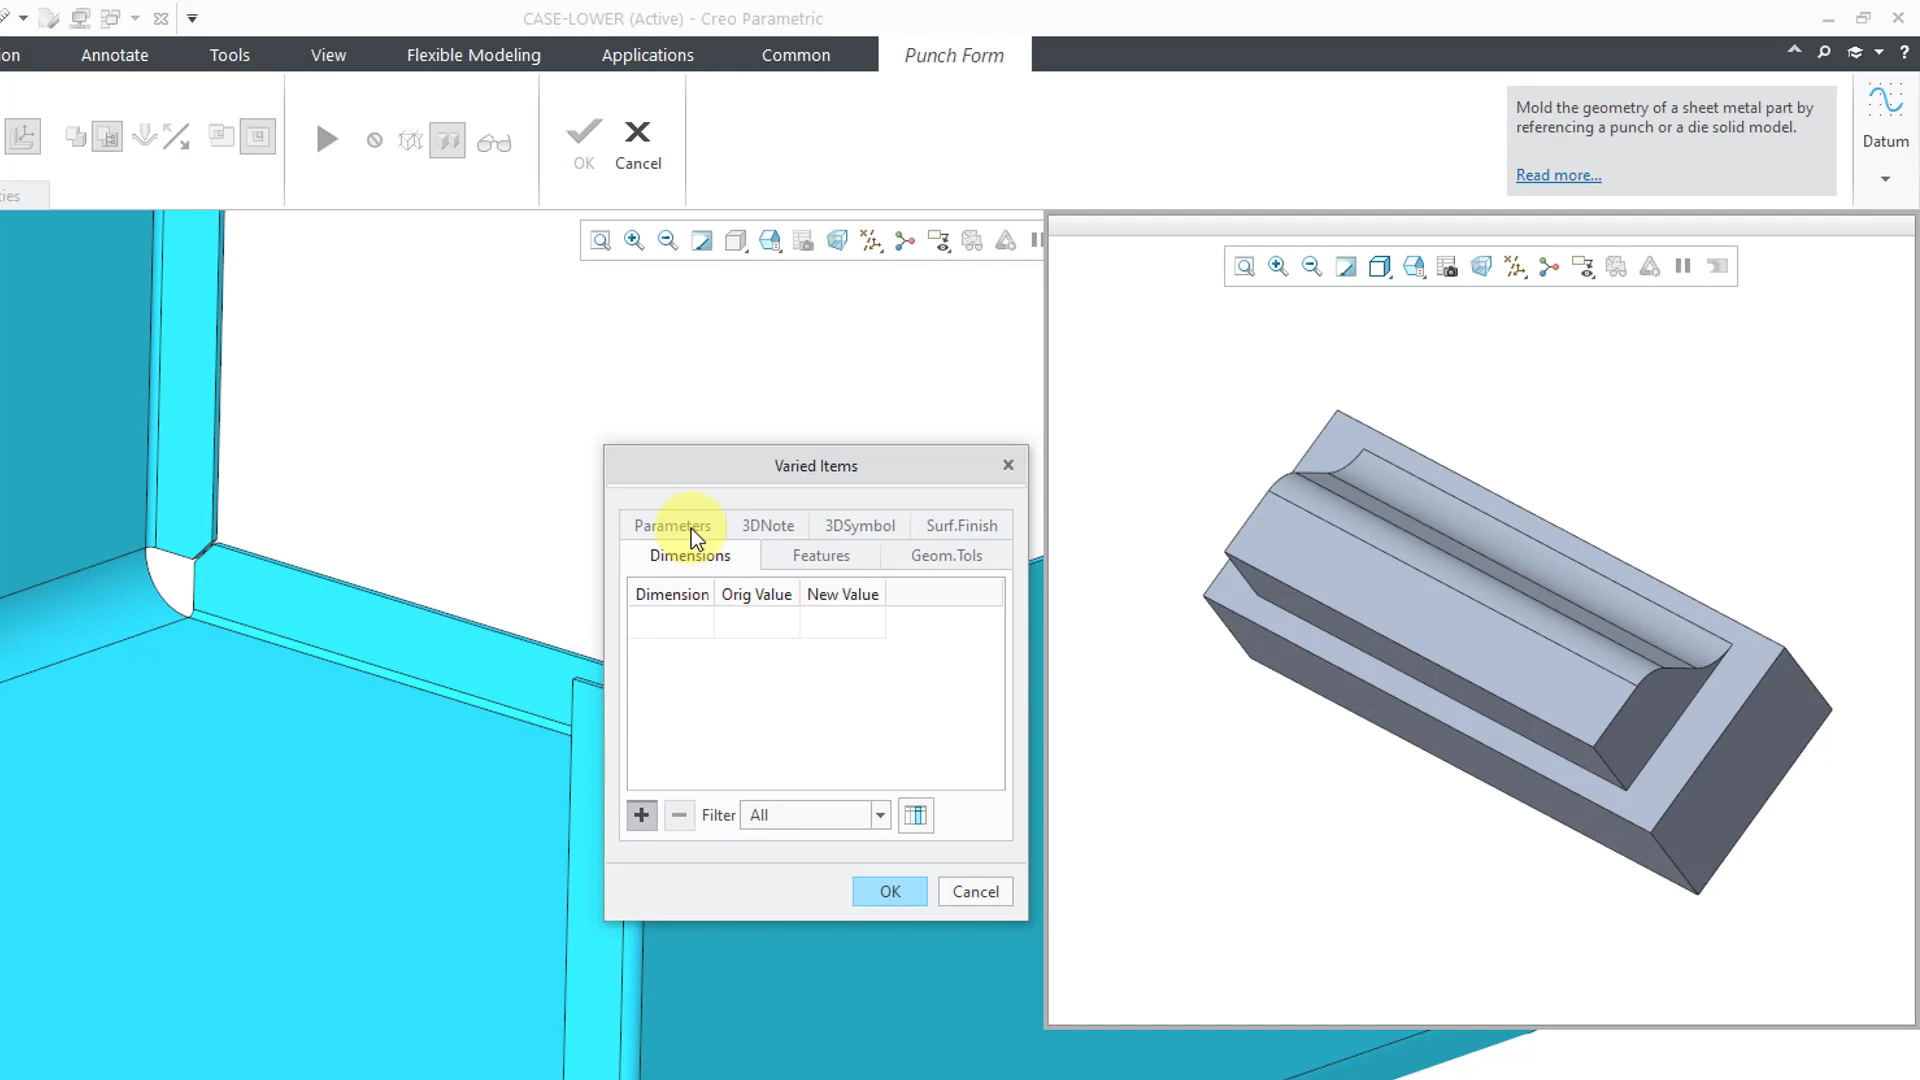 CASE-LOWER (Active) - Creo Parametric
on Annotate Tools View Flexible Modeling Applications Common Punch Form
?
OK Cancel
Mold the geometry of a sheet metal part by
referencing a punch or a die solid model.
Read more...
Datum
ties
Varied Items
Parameters 3DNote 3DSymbol Surf.Finish
Dimensions Features Geom.Tols
Dimension Orig Value New Value
Filter All
OK Cancel